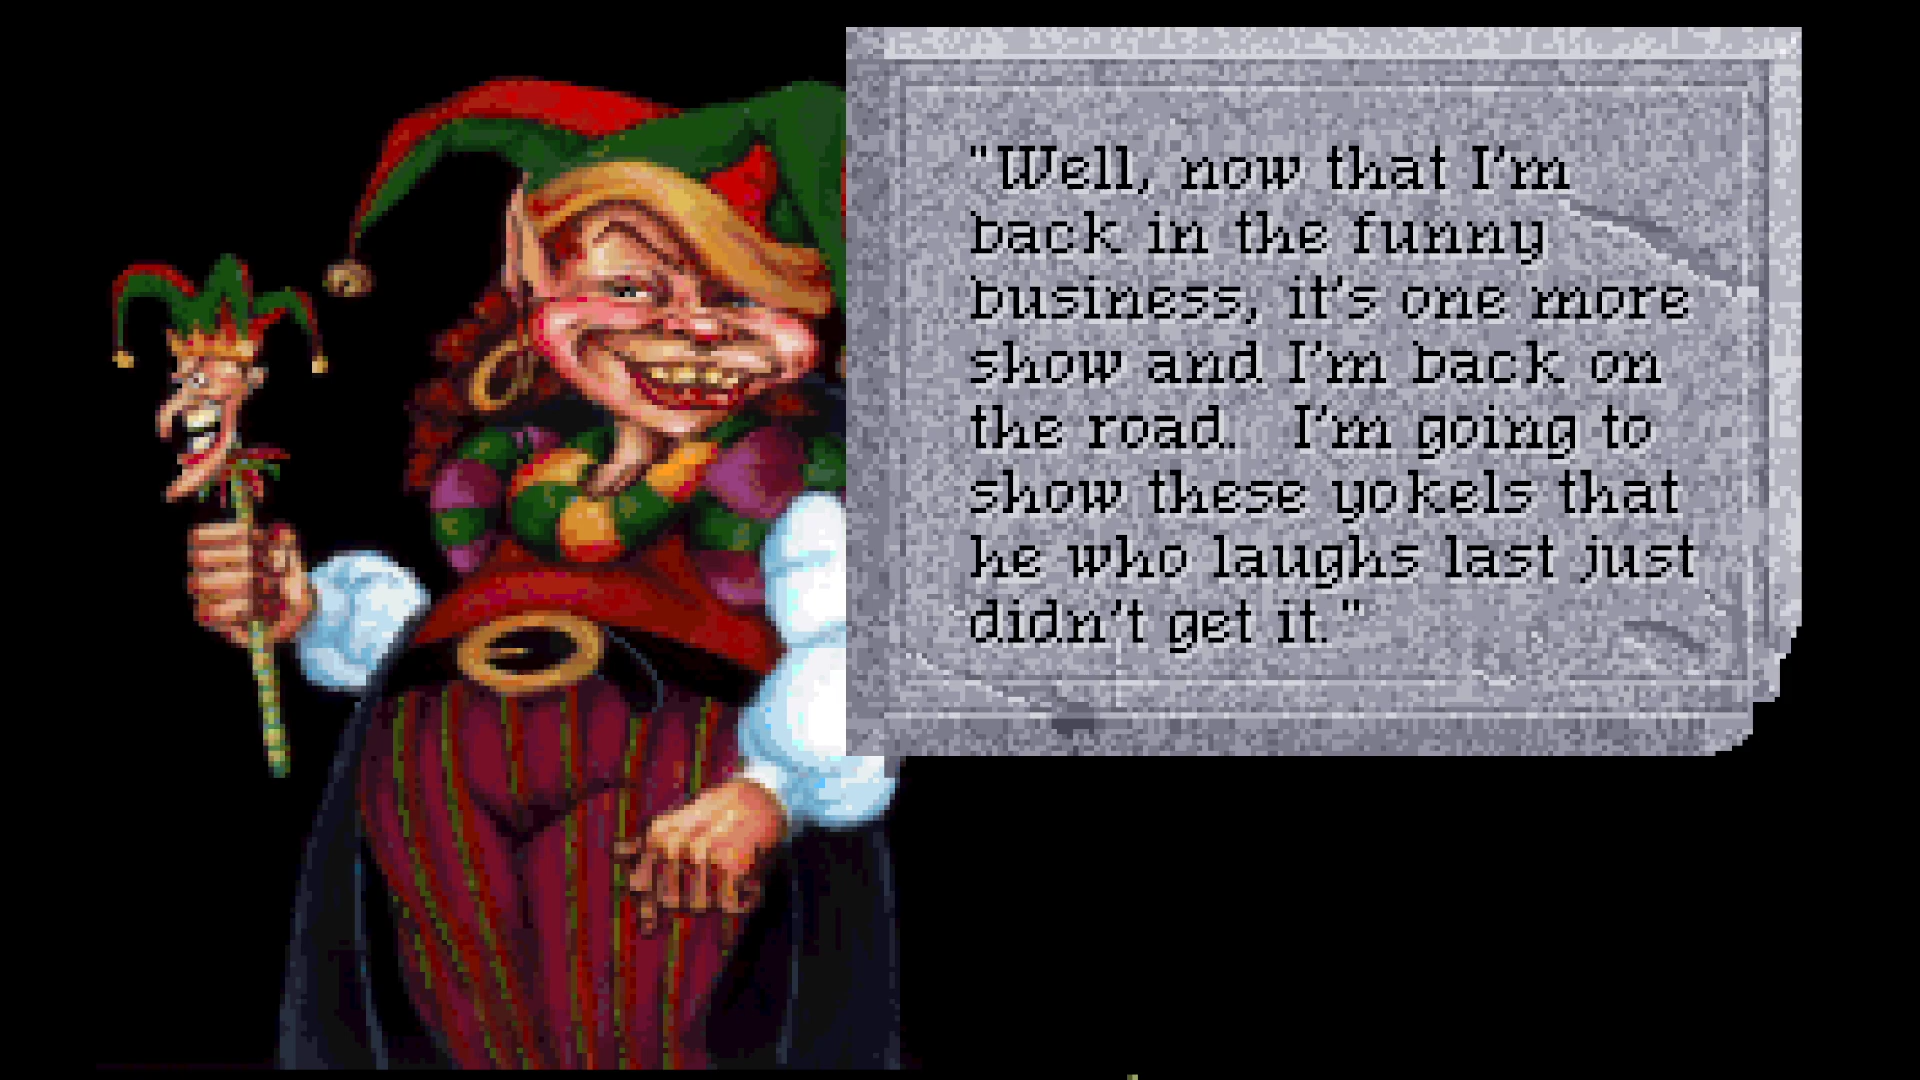 "Well, now that I'm
back in the funny
business, it's one more
show and I'm back on
the road.  I'm going to
show these yokels that
he who laughs last just
didn't get it."